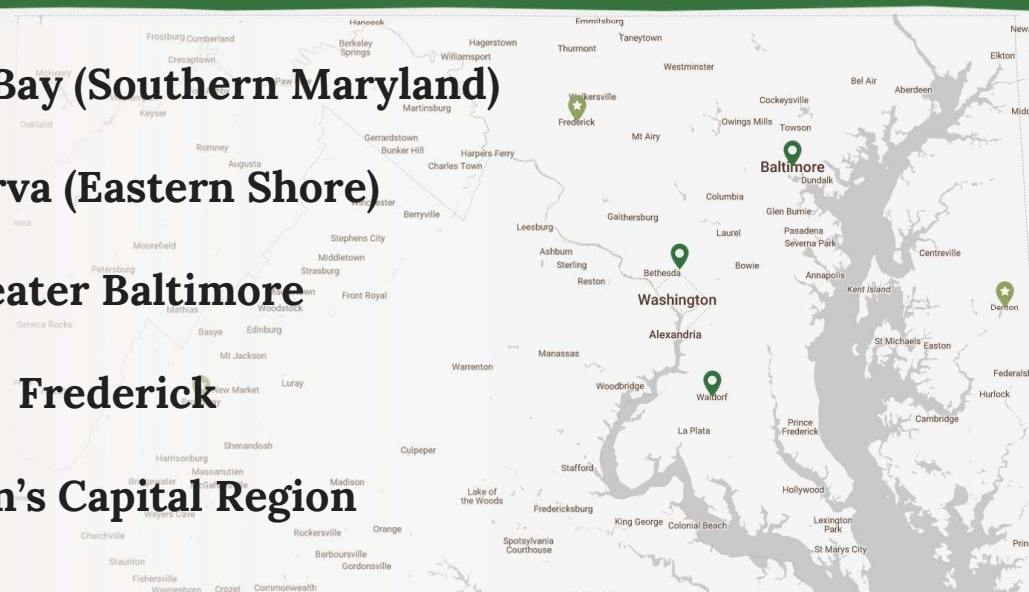 Bay (Southern Maryland)
rva (Eastern Shore)
eater Baltimore
Frederick
n's Capital Region
Hancock
Emmitsburg
Frostburg
Cumberland
Berkeley
Springs
Hagerstown
Thurmont
Taneytown
Cresaptown
Williamsport
Westminster
Elkton
Bel Air
Aberdeen
Martinsburg
Walkersville
Cockeysville
Keyser
Frederick
Owings Mills
Towson
Oakland
Mt Airy
Gerrardstown
Romney
Bunker Hill
Harpers Ferry
Baltimore
Augusta
Charles Town
Dundalk
Columbia
Berryville
Gaithersburg
Glen Burnie
Leesburg
Laurel
Pasadena
Severna Park
Moorefield
Stephens City
Ashburn
Middletown
Sterling
Bowie
Centreville
Petersburg
Strasburg
Bethesda
Annapolis
Reston
Kent Island
Front Royal
Washington
Denton
Mathias
Woodstock
Seneca Rocks
Basye
Edinburg
Alexandria
St Michaels
Easton
Mt Jackson
Manassas
Warrenton
Federals
New Market
Luray
Woodbridge
Waldorf
Hurlock
Prince
Frederick
Cambridge
La Plata
Shenandoah
Culpeper
Harrisonburg
Massanutten
Stafford
Bridgewater
Madison
Hollywood
Lake of
the Woods
Fredericksburg
Weyers Cave
King George
Colonial Beach
Lexington
Park
Churchville
Ruckersville
Orange
Spotsylvania
Courthouse
St Marys City
Prin
Barboursville
Staunton
Gordonsville
Fishersville
Waynesboro
Crozet
Commonwealth